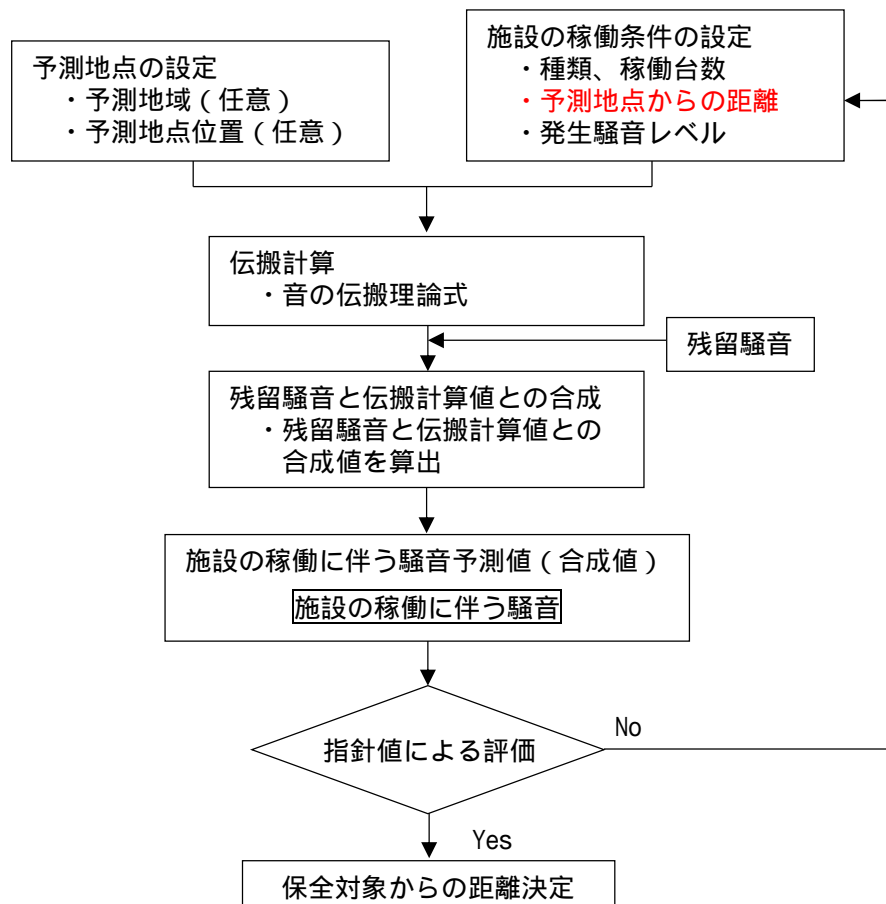 予測地点の設定
・予測地域（任意）
・予測地点位置（任意）
施設の稼働条件の設定
・種類、稼働台数
・予測地点からの距離
・発生騒音レベル
伝搬計算
・音の伝搬理論式
残留騒音
残留騒音と伝搬計算値との合成
・残留騒音と伝搬計算値との
合成値を算出
施設の稼働に伴う騒音予測値（合成値）
施設の稼働に伴う騒音
指針値による評価
No
Yes
保全対象からの距離決定